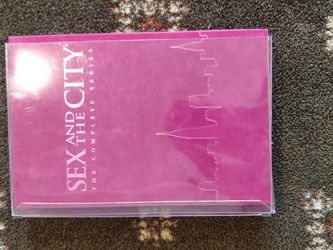 SEX AND
THE CITY
THE COMPLETE SERIES